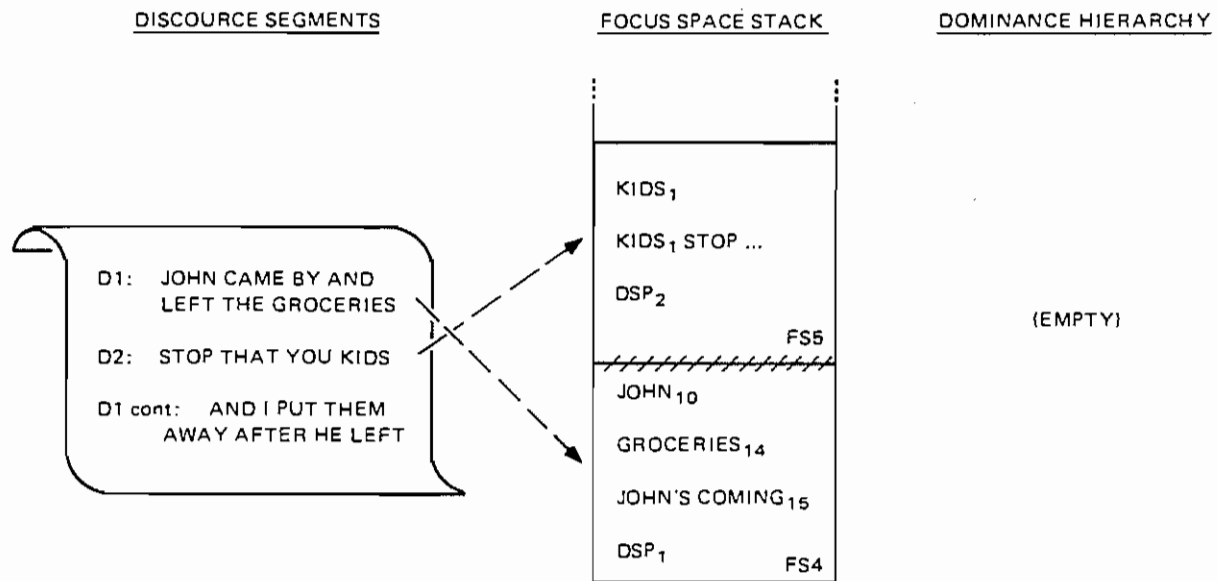 DISCOURCE SEGMENTS
FOCUS SPACE STACK
DOMINANCE HIERARCHY
D1: JOHN CAME BY AND
LEFT THE GROCERIES
D2: STOP THAT YOU KIDS
D1 cont: AND I PUT THEM
AWAY AFTER HE LEFT
KIDS₁
KIDS₁ STOP ...
DSP₂
FS5
JOHN₁₀
GROCERIES₁₄
JOHN'S COMING₁₅
DSP₁
FS4
{EMPTY}